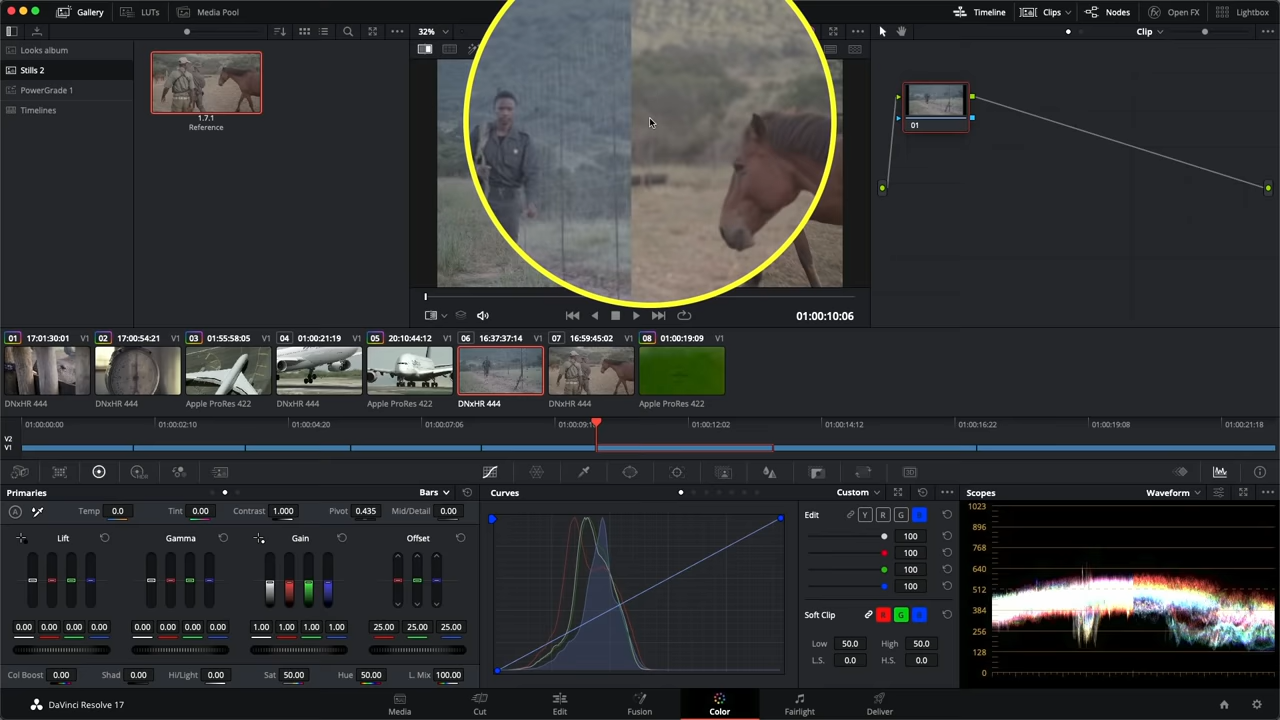 Gallery LUTs Media Pool Timeline Clips Nodes Open FX Lightbox
32% Clip
Looks album
Stills 2
PowerGrade 1
Timelines
1.7.1
Reference
01
01:00:10:06
01 17:01:30:01 V1 02 17:00:54:21 V1 03 01:55:58:05 V1 04 01:00:21:19 V1 05 20:10:44:12 V1 06 16:37:37:14 V1 07 16:59:45:02 V1 08 01:00:19:09 V1
DNxHR 444 DNxHR 444 Apple ProRes 422 DNxHR 444 Apple ProRes 422 DNxHR 444 DNxHR 444 Apple ProRes 422
01:00:00:00 01:00:02:10 01:00:04:20 01:00:07:06 01:00:09:1 01:00:12:02 01:00:14:12 01:00:16:22 01:00:19:08 01:00:21:18
V2
V1
Primaries Bars Curves Custom Scopes Waveform
Temp 0.0 Tint 0.00 Contrast 1.000 Pivot 0.435 Mid/Detail 0.00
Lift Gamma Gain Offset
0.00 0.00 0.00 0.00 0.00 0.00 0.00 0.00 1.00 1.00 1.00 1.00 25.00 25.00 25.00
Col Boost 0.00 Shad 0.00 Hi/Light 0.00 Sat 50.00 Hue 50.00 L. Mix 100.00
Edit Y R G
100
100
100
100
Soft Clip G
Low 50.0 High 50.0
L.S. 0.0 H.S. 0.0
1023
896
768
640
512
384
256
128
0
DaVinci Resolve 17
Media Cut Edit Fusion Color Fairlight Deliver